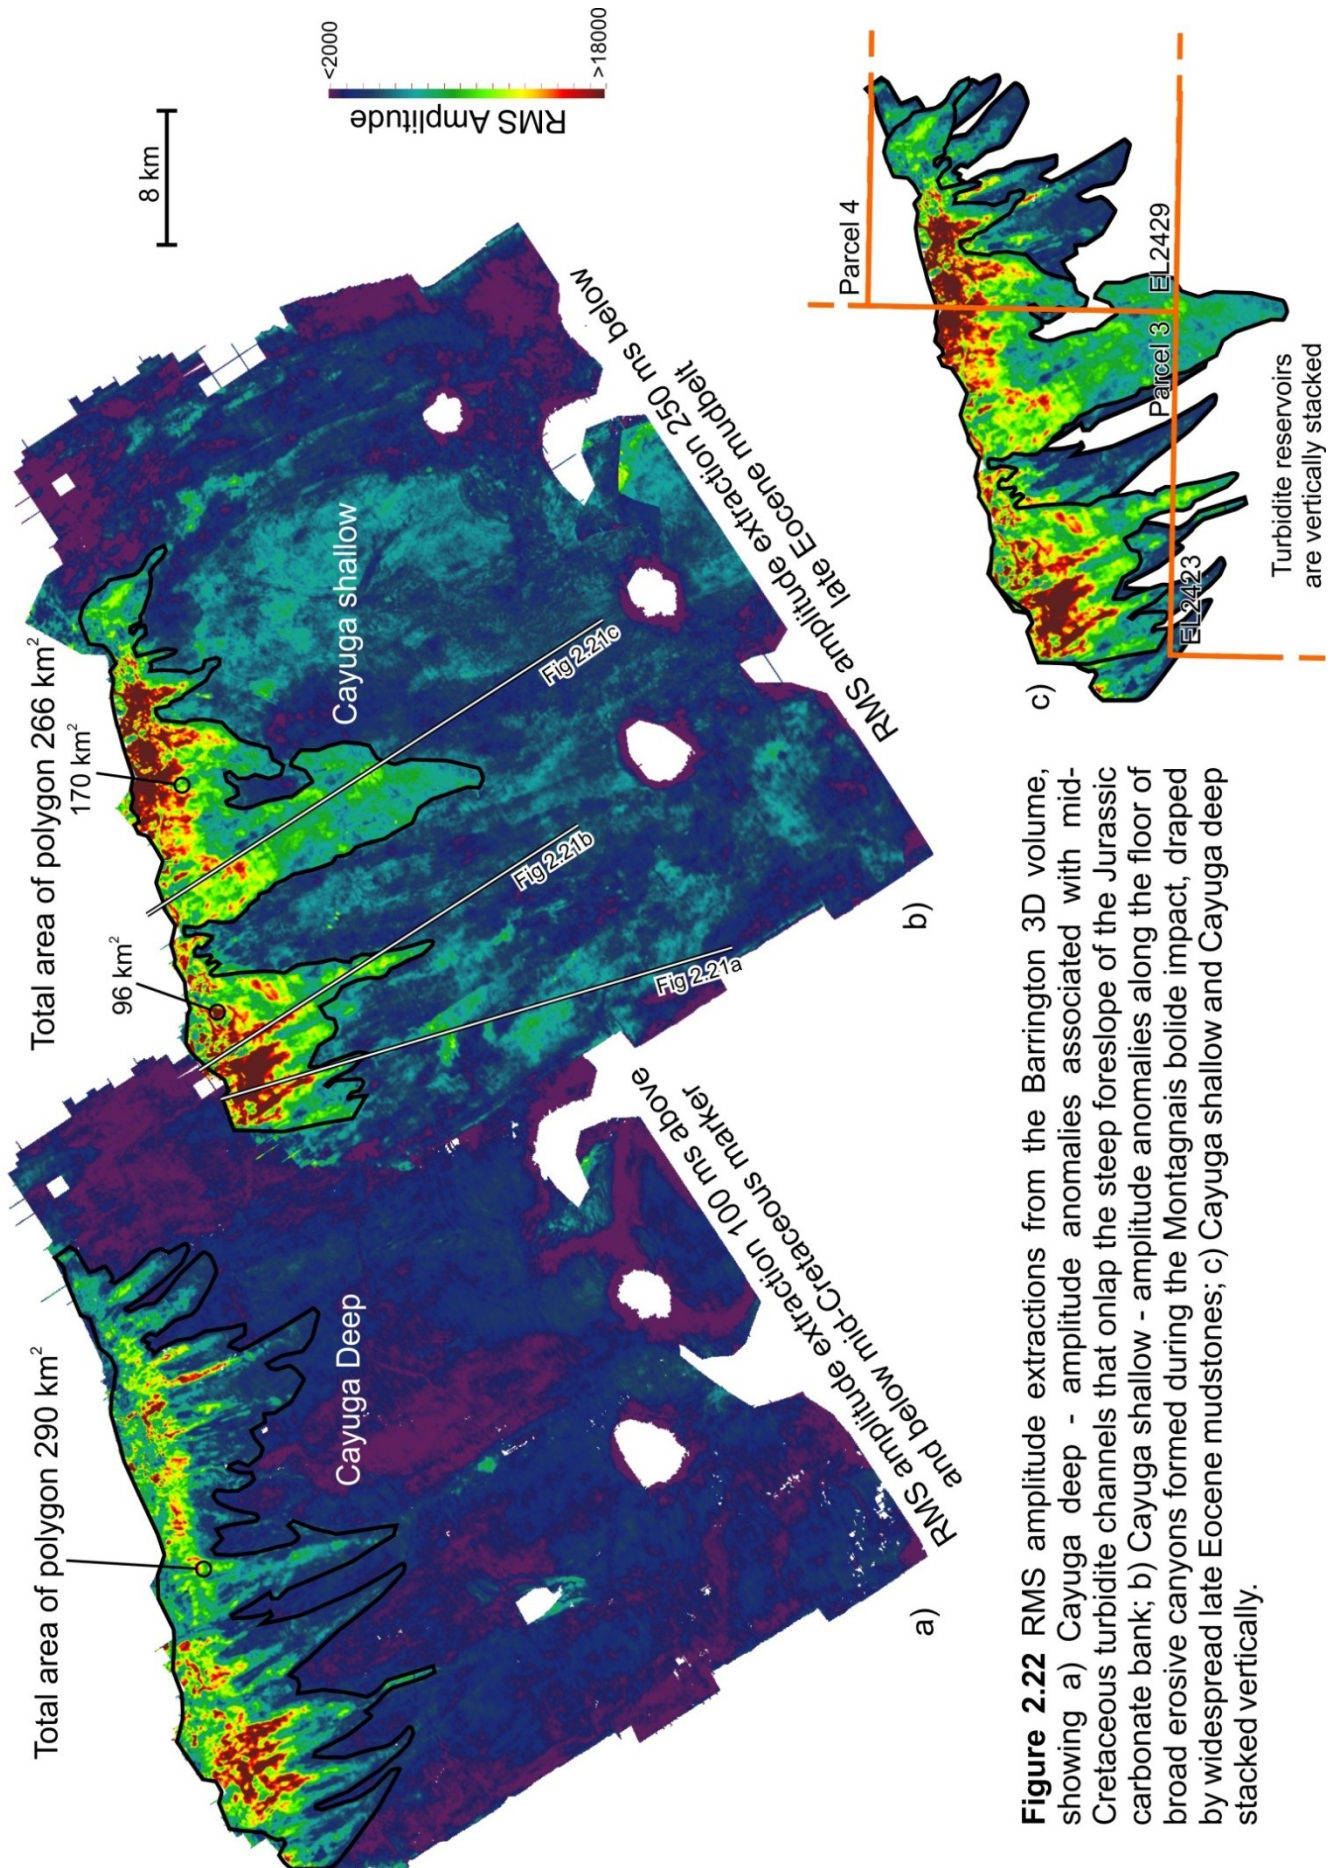 Total area of polygon 290 km²
Cayuga Deep
RMS amplitude extraction 100 ms above
and below mid-Cretaceous marker
a)
Total area of polygon 266 km²
96 km²
170 km²
Cayuga shallow
Fig 2.21a
Fig 2.21b
Fig 2.21c
RMS amplitude extraction 250 ms below
late Eocene mudbelt
b)
8 km
RMS Amplitude
<2000
>18000
c)
Parcel 4
Parcel 3
EL2429
EL2423
Turbidite reservoirs
are vertically stacked
Figure 2.22 RMS amplitude extractions from the Barrington 3D volume,
showing a) Cayuga deep - amplitude anomalies associated with mid-
Cretaceous turbidite channels that onlap the steep foreslope of the Jurassic
carbonate bank; b) Cayuga shallow - amplitude anomalies along the floor of
broad erosive canyons formed during the Montagnais bolide impact, draped
by widespread late Eocene mudstones; c) Cayuga shallow and Cayuga deep
stacked vertically.